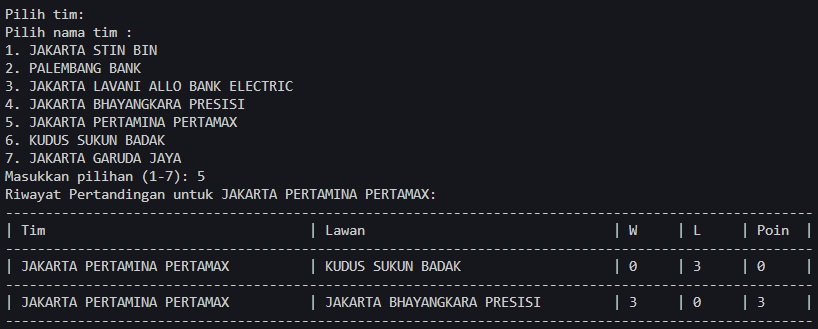 Pilih tim:
Pilih nama tim :
1. JAKARTA STIN BIN
2. PALEMBANG BANK
3. JAKARTA LAVANI ALLO BANK ELECTRIC
4. JAKARTA BHAYANGKARA PRESISI
5. JAKARTA PERTAMINA PERTAMAX
6. KUDUS SUKUN BADAK
7. JAKARTA GARUDA JAYA
Masukkan pilihan (1-7): 5
Riwayat Pertandingan untuk JAKARTA PERTAMINA PERTAMAX:
| Tim | Lawan | W | L | Poin |
| JAKARTA PERTAMINA PERTAMAX | KUDUS SUKUN BADAK | 0 | 3 | 0 |
| JAKARTA PERTAMINA PERTAMAX | JAKARTA BHAYANGKARA PRESISI | 3 | 0 | 3 |